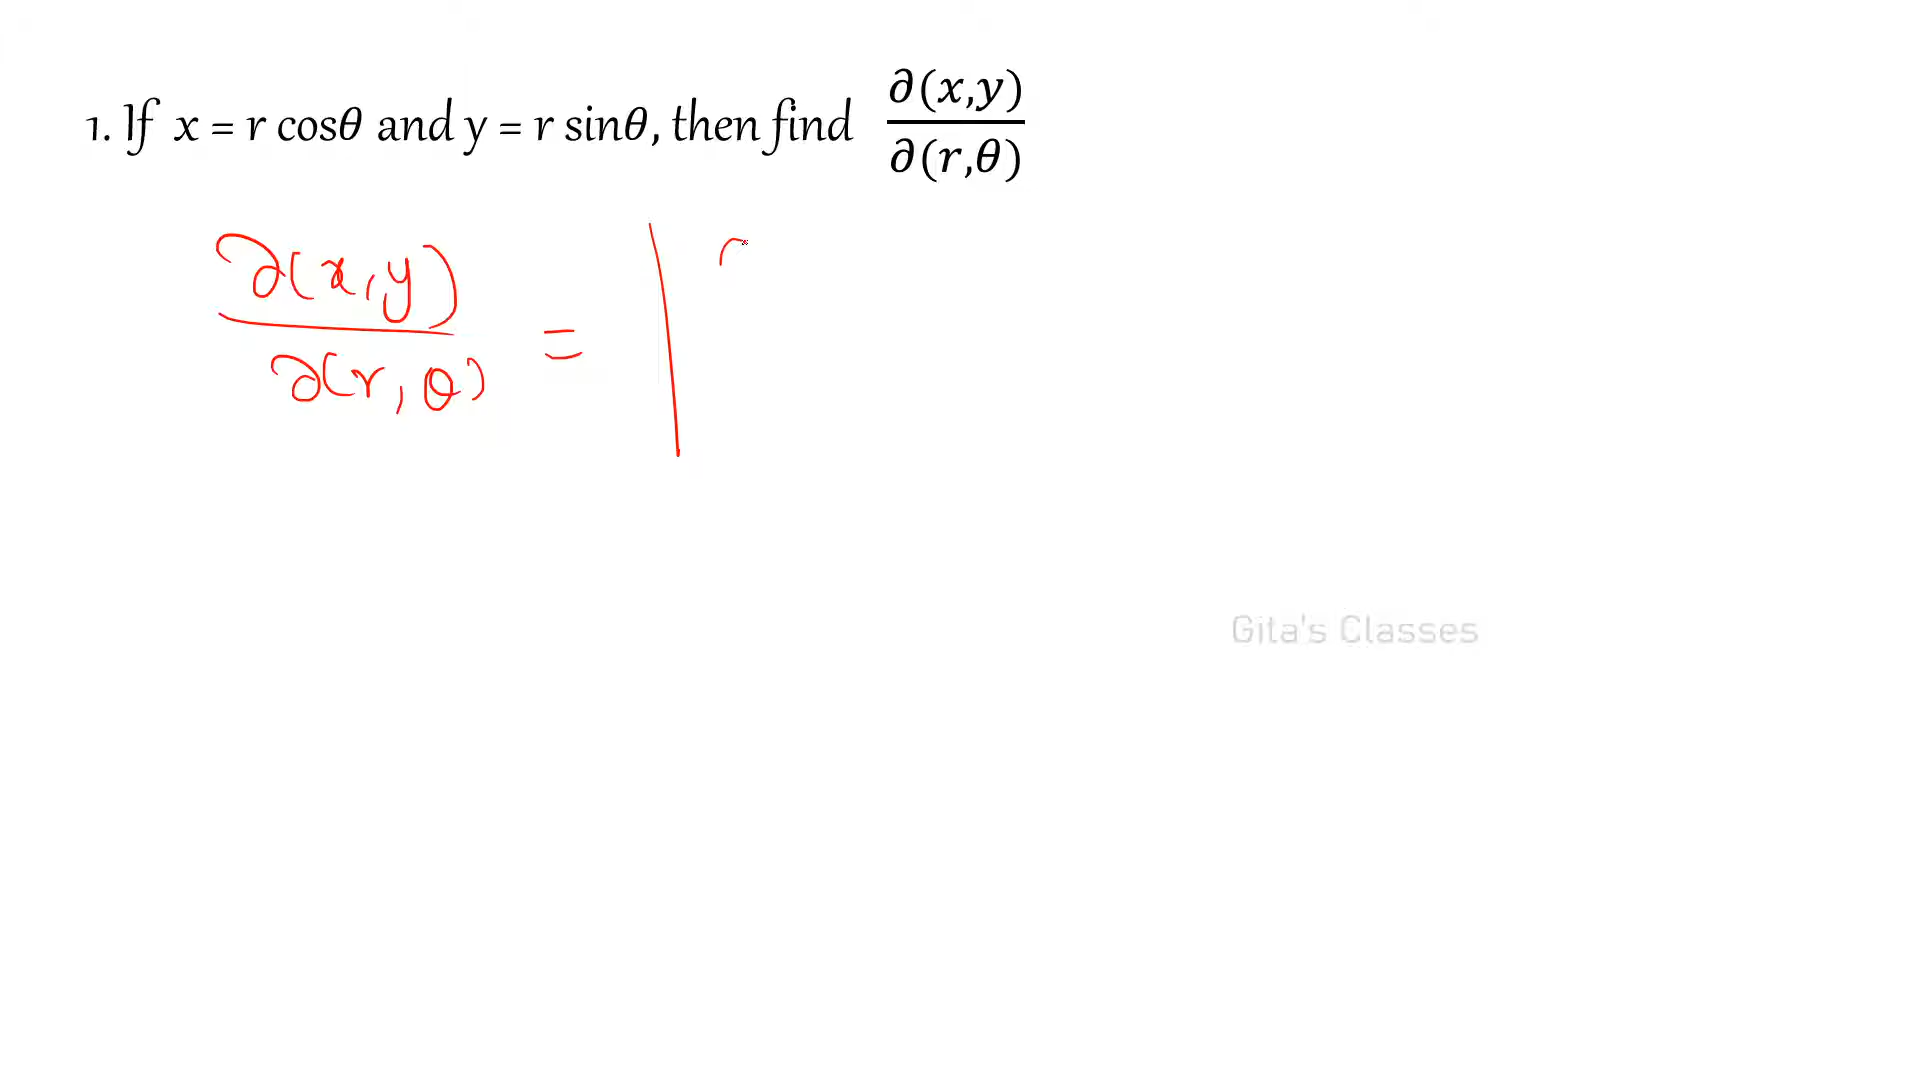 1. If x = r cosθ and y = r sinθ, then find ∂(x,y)/∂(r,θ)
∂(x,y)/∂(r,θ) = |
Gita's Classes